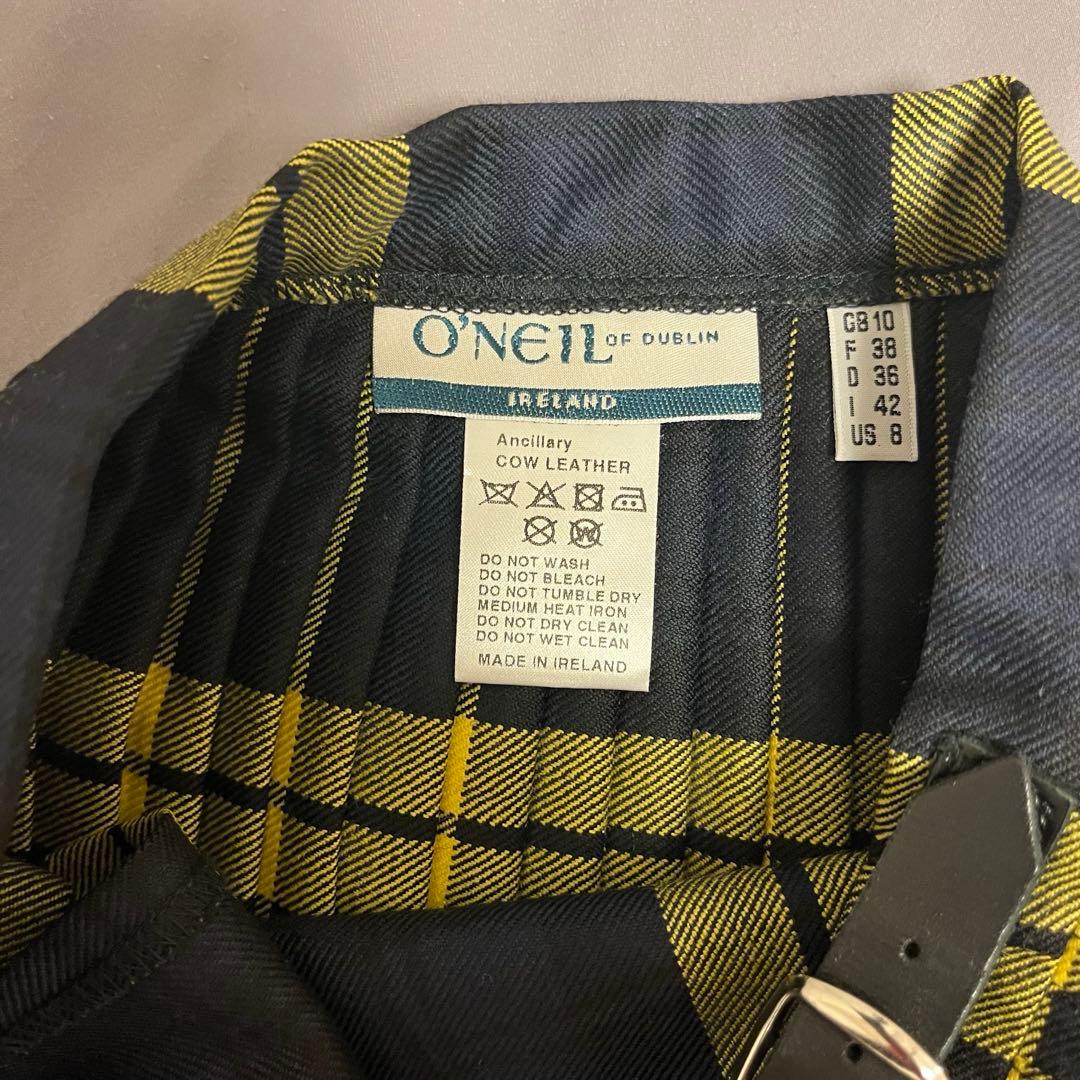 O'NEIL OF DUBLIN
IRELAND
GB 10
F 38
D 36
I 42
US 8
Ancillary
COW LEATHER
W
DO NOT WASH
DO NOT BLEACH
DO NOT TUMBLE DRY
MEDIUM HEAT IRON
DO NOT DRY CLEAN
DO NOT WET CLEAN
MADE IN IRELAND